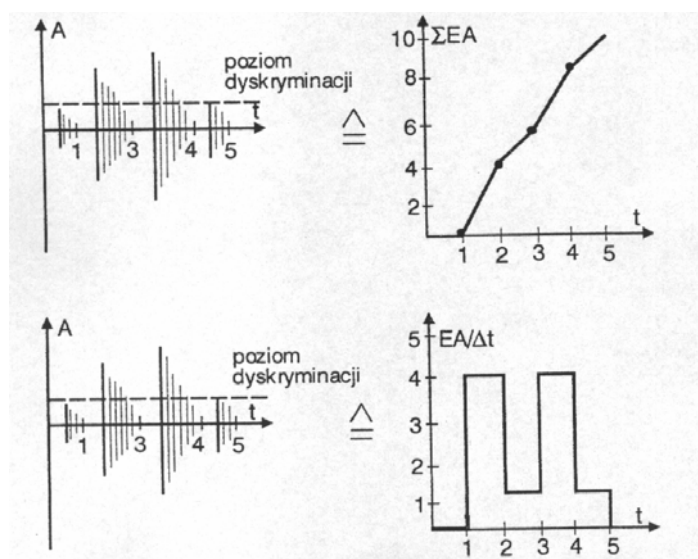 A
poziom
dyskryminacji
t
1 3 4 5
≙
ΣEA
10
8
6
4
2
t
1 2 3 4 5
A
poziom
dyskryminacji
t
1 3 4 5
≙
EA/Δt
5
4
3
2
1
t
1 2 3 4 5